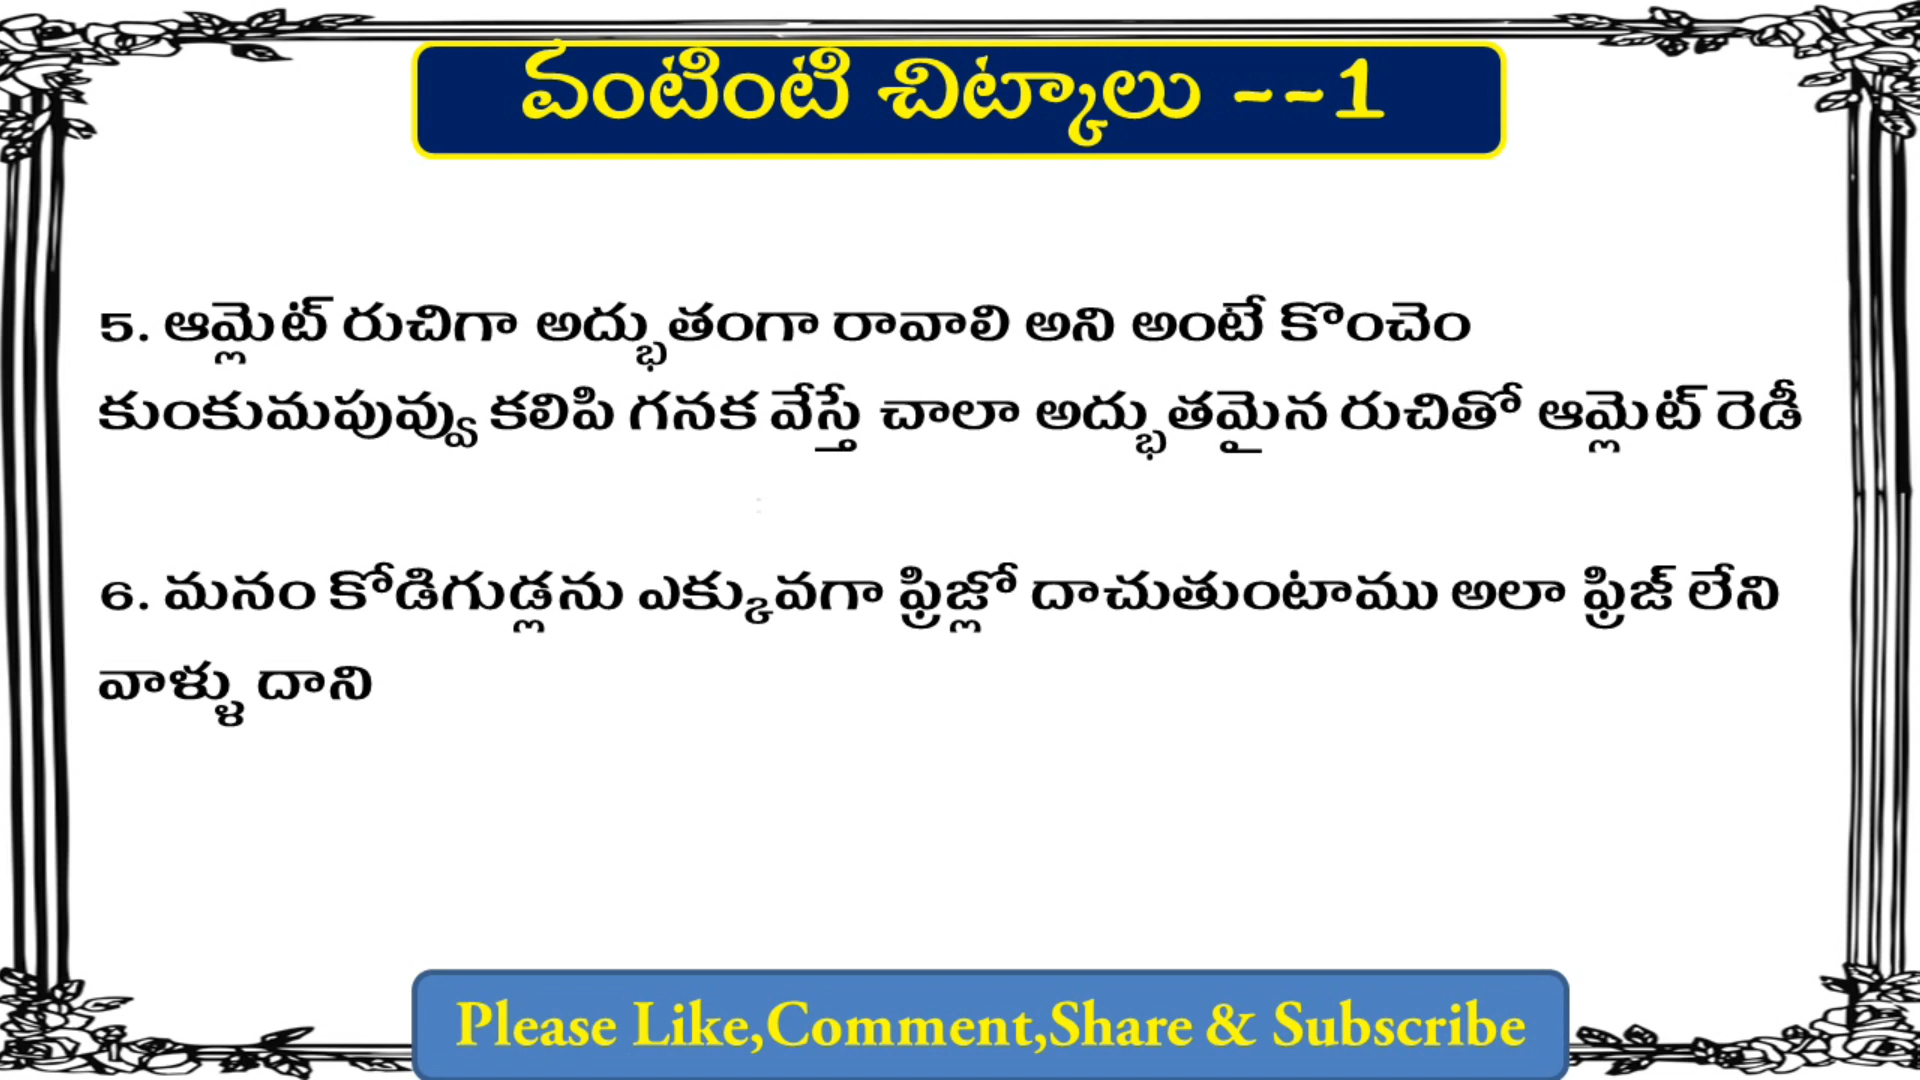 వంటింటి చిట్కాలు --1
5. ఆమ్లెట్ రుచిగా అద్భుతంగా రావాలి అని అంటే కొంచెం
కుంకుమపువ్వు కలిపి గనక వేస్తే చాలా అద్భుతమైన రుచితో ఆమ్లెట్ రెడీ
6. మనం కోడిగుడ్లను ఎక్కువగా ఫ్రిజ్లో దాచుతుంటాము అలా ఫ్రిజ్ లేని
వాళ్ళు దాని
Please Like,Comment,Share & Subscribe